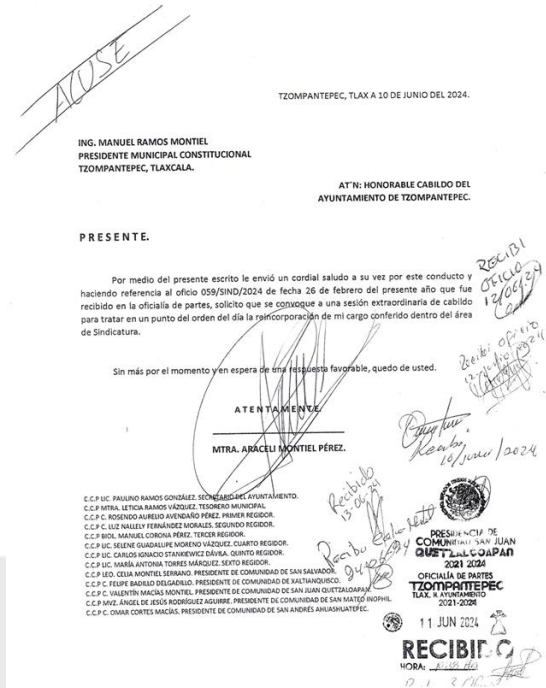 ACUSE
TZOMPANTEPEC, TLAX A 10 DE JUNIO DEL 2024.
ING. MANUEL RAMOS MONTIEL
PRESIDENTE MUNICIPAL CONSTITUCIONAL
TZOMPANTEPEC, TLAXCALA.
AT'N: HONORABLE CABILDO DEL
AYUNTAMIENTO DE TZOMPANTEPEC.
P R E S E N T E.
RECIBI
OFICIO
12/06/24
Por medio del presente escrito le envió un cordial saludo a su vez por este conducto y
haciendo referencia al oficio 059/SIND/2024 de fecha 26 de febrero del presente año que fue
recibido en la oficialía de partes, solicito que se convoque a una sesión extraordinaria de cabildo
para tratar en un punto del orden del día la reincorporación de mi cargo conferido dentro del área
de Sindicatura.
Recibi oficio
Sin más por el momento y en espera de una respuesta favorable, quedo de usted.
A T E N T A M E N T E.
MTRA. ARACELI MONTIEL PÉREZ.
Recibo
10/junio/2024
Recibido
13-06-24
C.C.P LIC. PAULINO RAMOS GONZÁLEZ. SECRETARIO DEL AYUNTAMIENTO.
C.C.P MTRA. LETICIA RAMOS VÁZQUEZ. TESORERO MUNICIPAL
C.C.P C. ROSENDO AURELIO AVENDAÑO PÉREZ. PRIMER REGIDOR.
C.C.P C. LUZ NALLELY FERNÁNDEZ MORALES. SEGUNDO REGIDOR.
C.C.P BIOL. MANUEL CORONA PÉREZ. TERCER REGIDOR.
C.C.P LIC. SELENE GUADALUPE MORENO VÁZQUEZ. CUARTO REGIDOR.
C.C.P LIC. CARLOS IGNACIO STANKIEWICZ DÁVILA. QUINTO REGIDOR.
C.C.P LIC. MARÍA ANTONIA TORRES MÁRQUEZ. SEXTO REGIDOR.
C.C.P LEO. CELIA MONTIEL SERRANO. PRESIDENTE DE COMUNIDAD DE SAN SALVADOR.
C.C.P C. FELIPE BADILLO DELGADILLO. PRESIDENTE DE COMUNIDAD DE XALTIANQUISCO.
C.C.P C. VALENTÍN MACÍAS MONTIEL. PRESIDENTE DE COMUNIDAD DE SAN JUAN QUETZALCOAPAN.
C.C.P MVZ. ÁNGEL DE JESÚS RODRÍGUEZ AGUIRRE. PRESIDENTE DE COMUNIDAD DE SAN MATEO INOPHIL.
C.C.P C. OMAR CORTES MACÍAS. PRESIDENTE DE COMUNIDAD DE SAN ANDRÉS AHUASHUATEPEC.
PRESIDENCIA DE
COMUNIDAD SAN JUAN
QUETZALCOAPAN
2021 2024
OFICIALÍA DE PARTES
TZOMPANTEPEC
TLAX. H. AYUNTAMIENTO
2021-2024
11 JUN 2024
RECIBIDO
HORA: